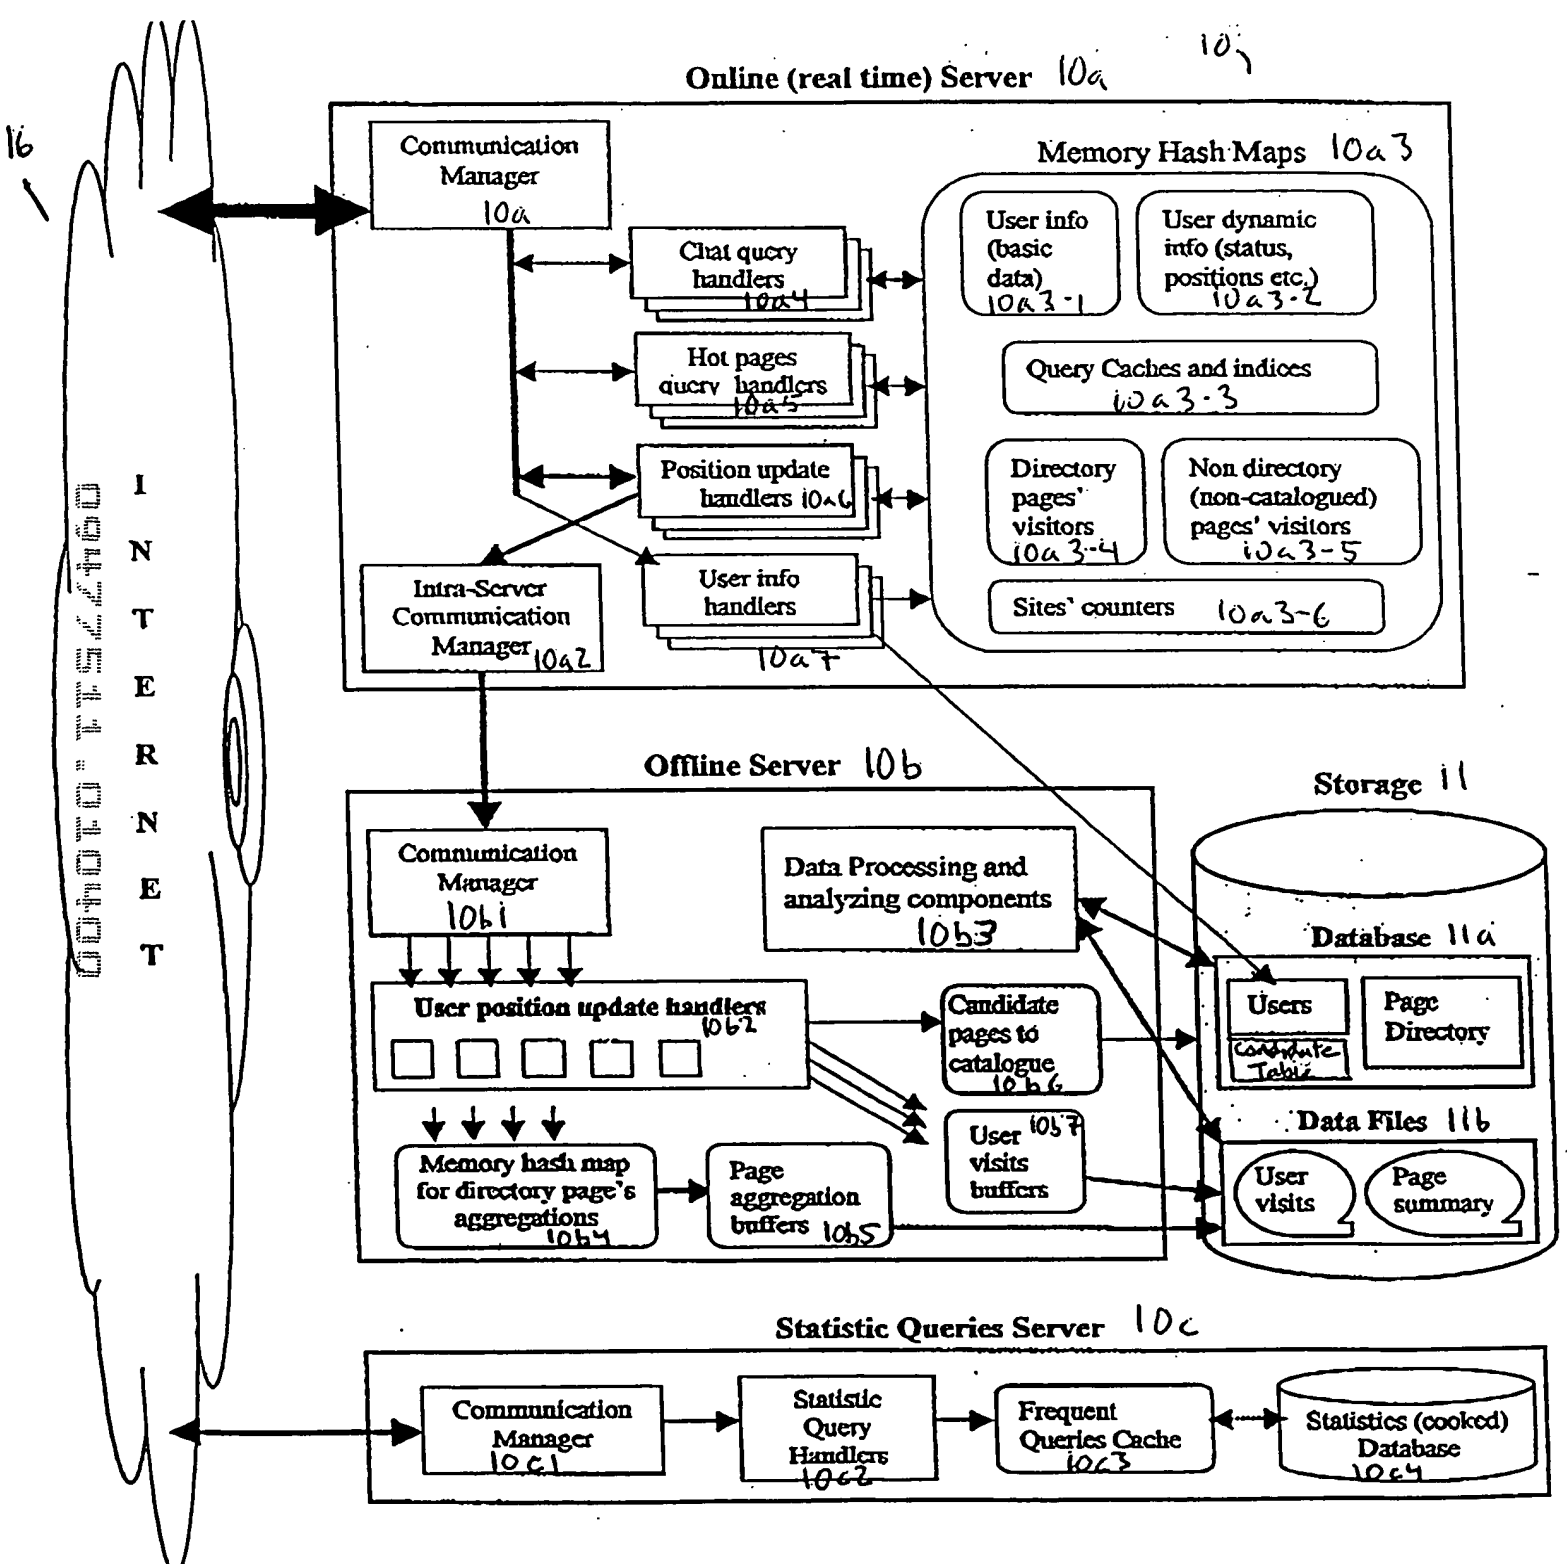 10,
Online (real time) Server 10a
16
Communication
Manager
10a
Memory Hash Maps 10a3
User info
(basic
data)
10a3-1
User dynamic
info (status,
positions etc.)
10a3-2
Chat query
handlers
10a4
Hot pages
query handlers
10a5
Query Caches and indices
10a3-3
Position update
handlers 10a6
Directory
pages'
visitors
10a3-4
Non directory
(non-catalogued)
pages' visitors
10a3-5
Intra-Server
Communication
Manager
10a2
User info
handlers
10a7
Sites' counters 10a3-6
INTERNET
09477511.010400
Offline Server 10b
Storage 11
Communication
Manager
10b1
Data Processing and
analyzing components
10b3
Database 11a
User position update handlers
10b2
Candidate
pages to
catalogue
10b6
Users
Candidate
Table
Page
Directory
Data Files 11b
Memory hash map
for directory page's
aggregations
10b4
Page
aggregation
buffers 10b5
User 10b7
visits
buffers
User
visits
Page
summary
Statistic Queries Server 10c
Communication
Manager
10c1
Statistic
Query
Handlers
10c2
Frequent
Queries Cache
10c3
Statistics (cooked)
Database
10c4